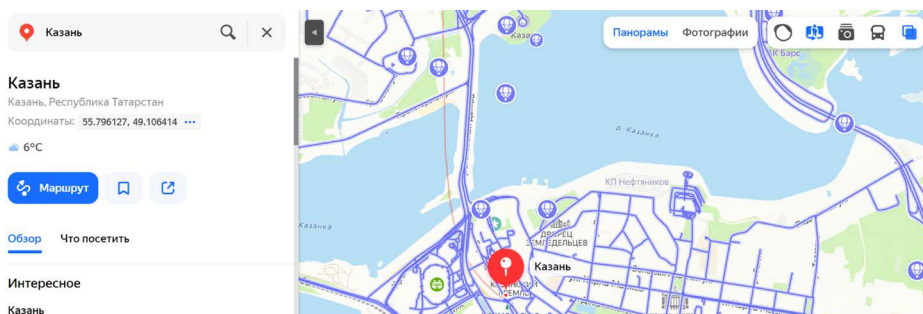 Казань
Казань
Казань, Республика Татарстан
Координаты: 55.796127, 49.106414 •••
6°C
Маршрут
Обзор Что посетить
Интересное
Казань
Панорамы Фотографии
К Барс
р. Казанка
КП Нефтяников
Казанка
ДВОРЕЦ
ЗЕМЛЕДЕЛЬЦЕВ
Казань